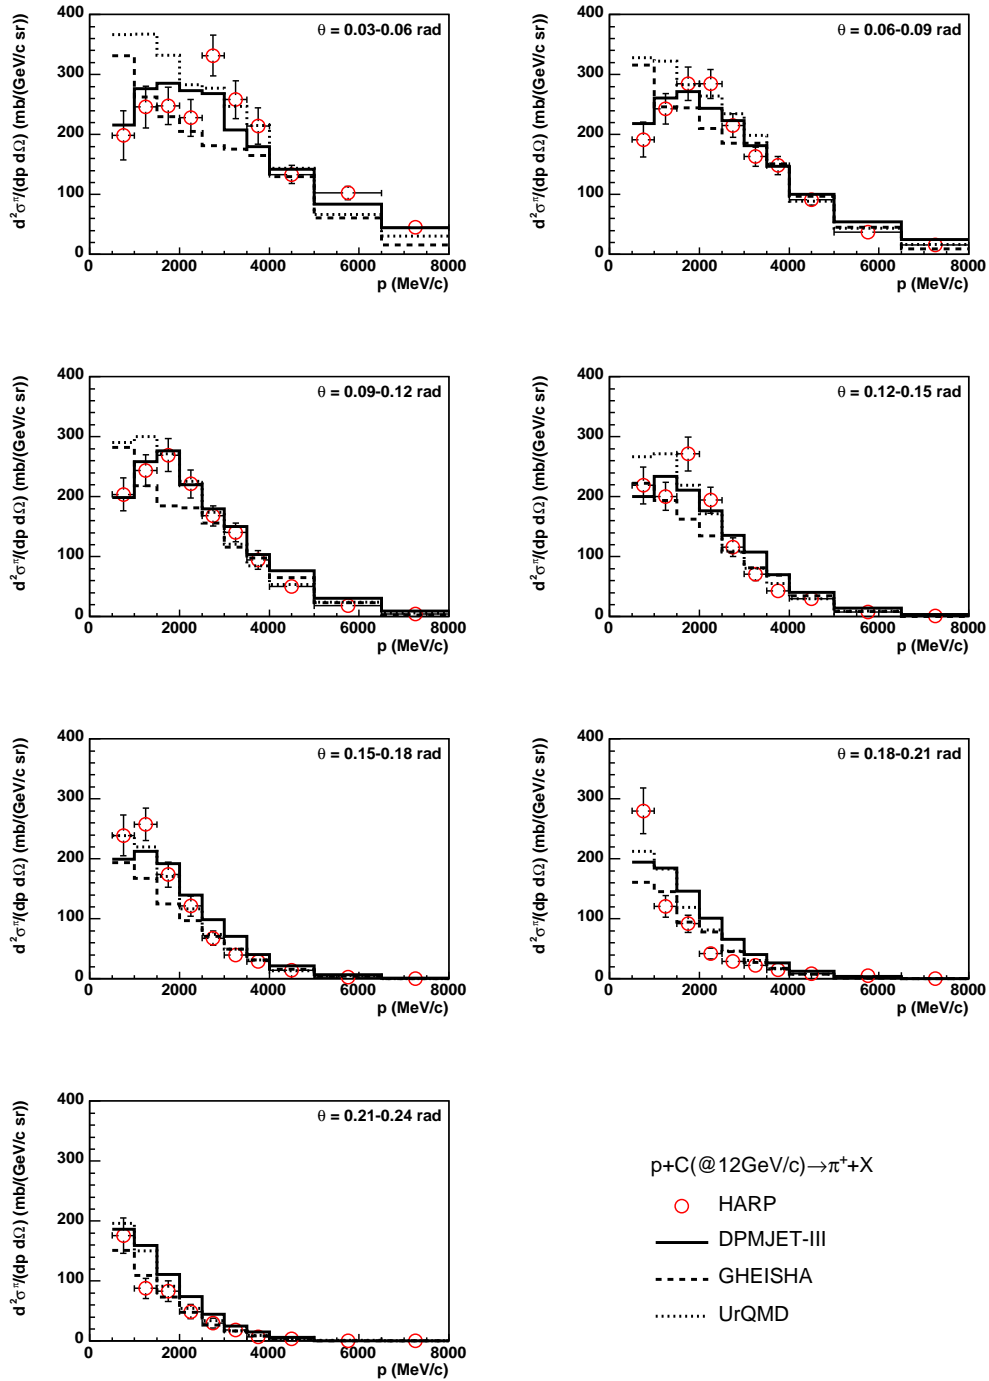 θ = 0.03-0.06 rad
d²σ^π/(dp dΩ) (mb/(GeV/c sr))
400
300
200
100
0
0 2000 4000 6000 8000
p (MeV/c)
θ = 0.06-0.09 rad
d²σ^π/(dp dΩ) (mb/(GeV/c sr))
400
300
200
100
0
0 2000 4000 6000 8000
p (MeV/c)
θ = 0.09-0.12 rad
d²σ^π/(dp dΩ) (mb/(GeV/c sr))
400
300
200
100
0
0 2000 4000 6000 8000
p (MeV/c)
θ = 0.12-0.15 rad
d²σ^π/(dp dΩ) (mb/(GeV/c sr))
400
300
200
100
0
0 2000 4000 6000 8000
p (MeV/c)
θ = 0.15-0.18 rad
d²σ^π/(dp dΩ) (mb/(GeV/c sr))
400
300
200
100
0
0 2000 4000 6000 8000
p (MeV/c)
θ = 0.18-0.21 rad
d²σ^π/(dp dΩ) (mb/(GeV/c sr))
400
300
200
100
0
0 2000 4000 6000 8000
p (MeV/c)
θ = 0.21-0.24 rad
d²σ^π/(dp dΩ) (mb/(GeV/c sr))
400
300
200
100
0
0 2000 4000 6000 8000
p (MeV/c)
p+C(@12GeV/c)→π⁺+X
HARP
DPMJET-III
GHEISHA
UrQMD